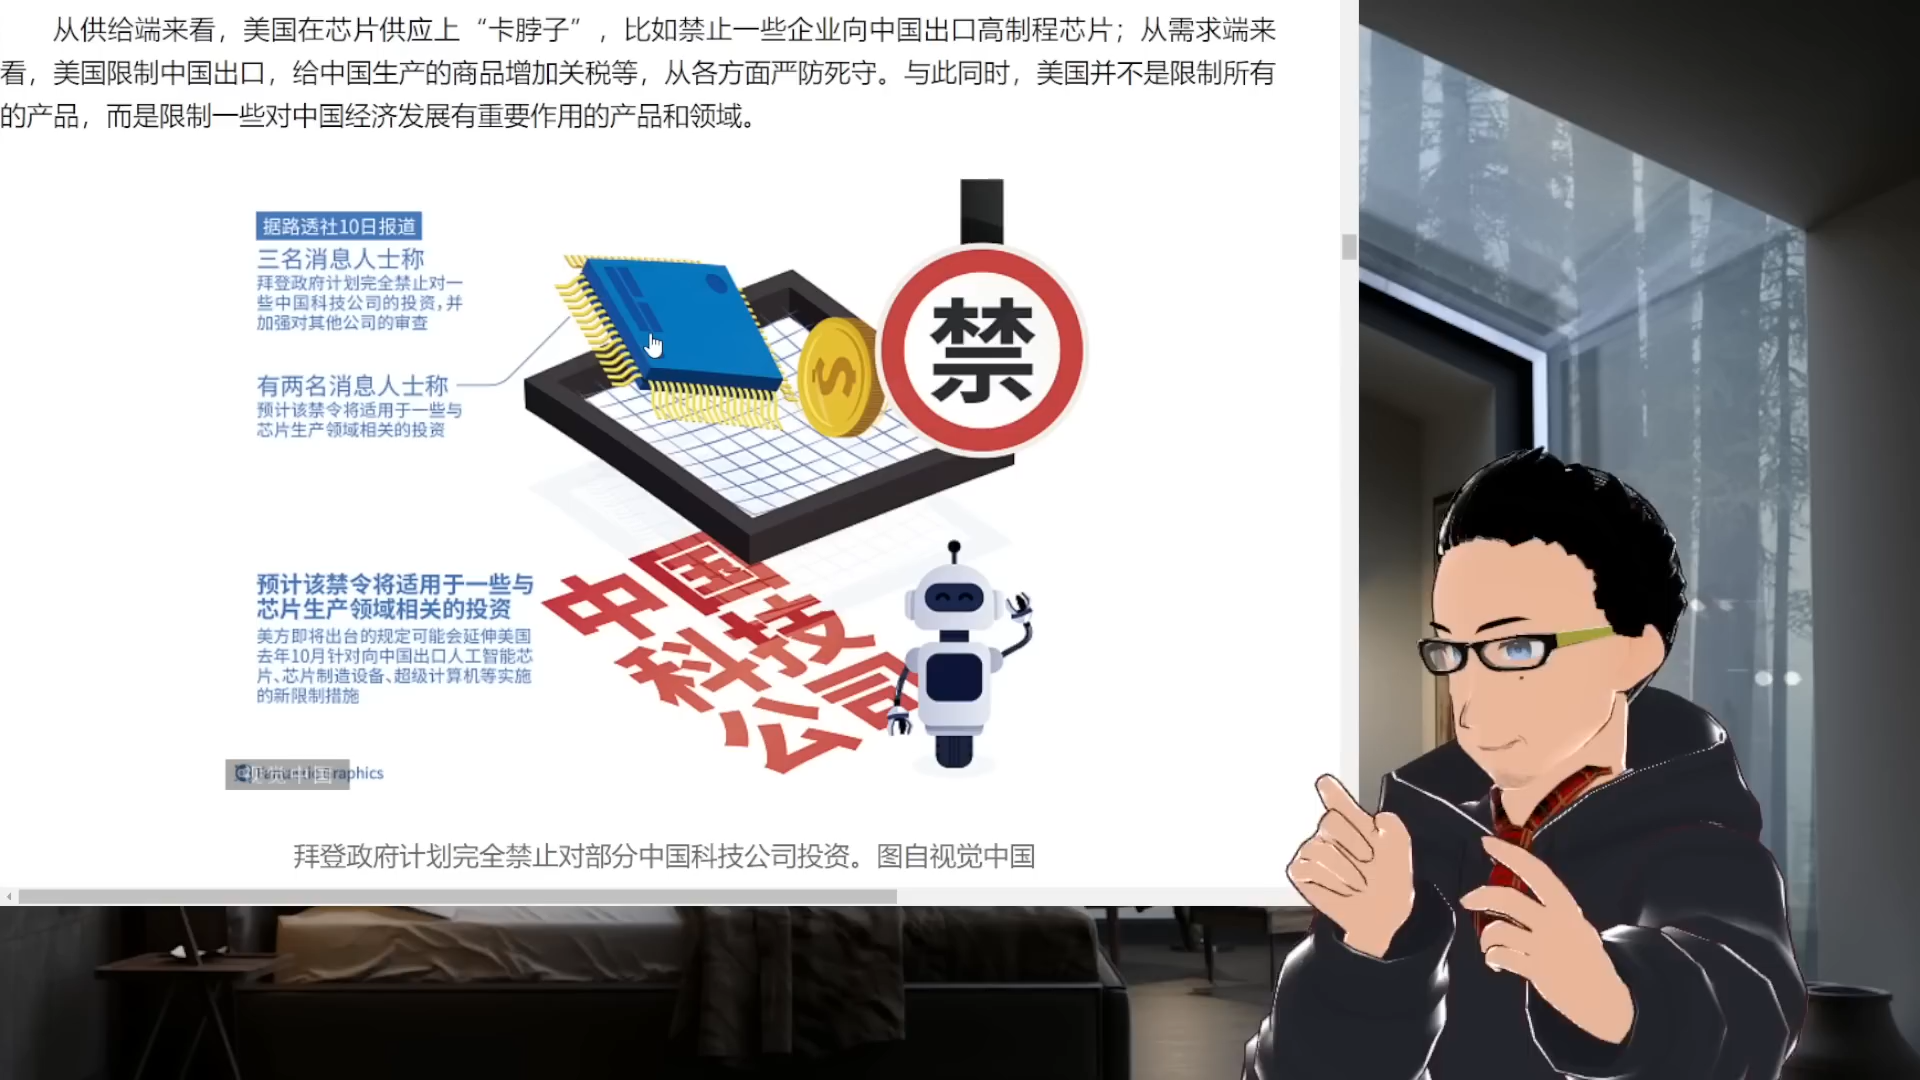 从供给端来看，美国在芯片供应上“卡脖子”，比如禁止一些企业向中国出口高制程芯片；从需求端来
看，美国限制中国出口，给中国生产的商品增加关税等，从各方面严防死守。与此同时，美国并不是限制所有
的产品，而是限制一些对中国经济发展有重要作用的产品和领域。
据路透社10日报道
三名消息人士称
拜登政府计划完全禁止对一
些中国科技公司的投资，并
加强对其他公司的审查
有两名消息人士称
预计该禁令将适用于一些与
芯片生产领域相关的投资
禁
$
中国
科技
公司
预计该禁令将适用于一些与
芯片生产领域相关的投资
美方即将出台的规定可能会延伸美国
去年10月针对向中国出口人工智能芯
片、芯片制造设备、超级计算机等实施
的新限制措施
视觉中国
raphics
拜登政府计划完全禁止对部分中国科技公司投资。图自视觉中国